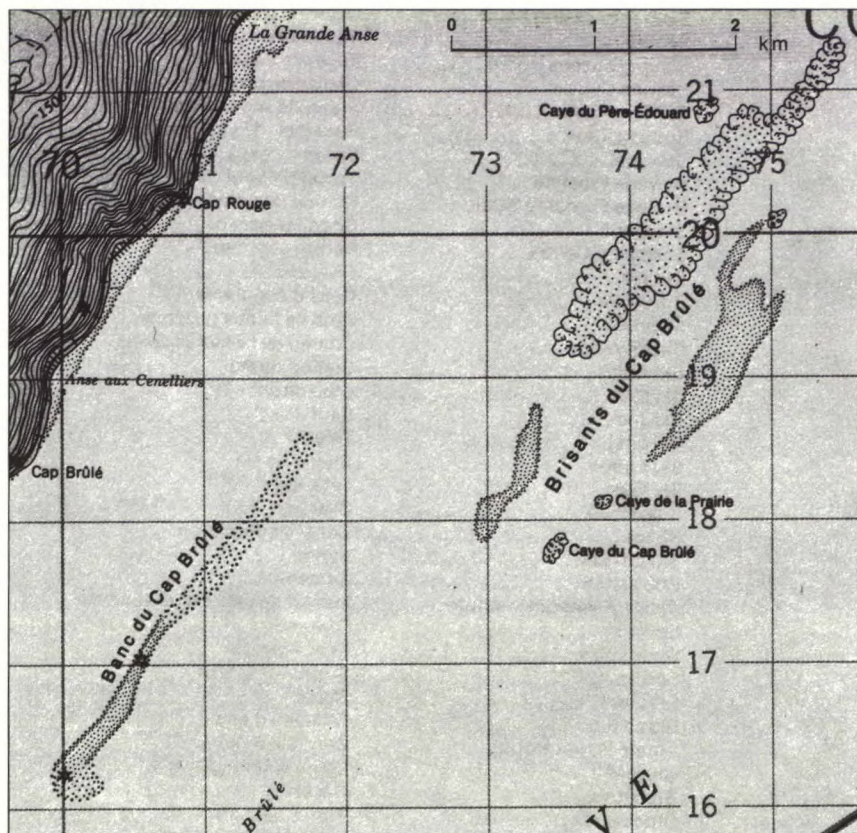 La Grande Anse
0 1 2
km
1500
21
Caye du Père-Édouard
70 71 72 73 74 75
Cap Rouge
20
Anse aux Cenelliers
19
Brisants du Cap Brûlé
Cap Brûlé
Caye de la Prairie
18
Caye du Cap Brûlé
Banc du Cap Brûlé
17
Brûlé
V E
16